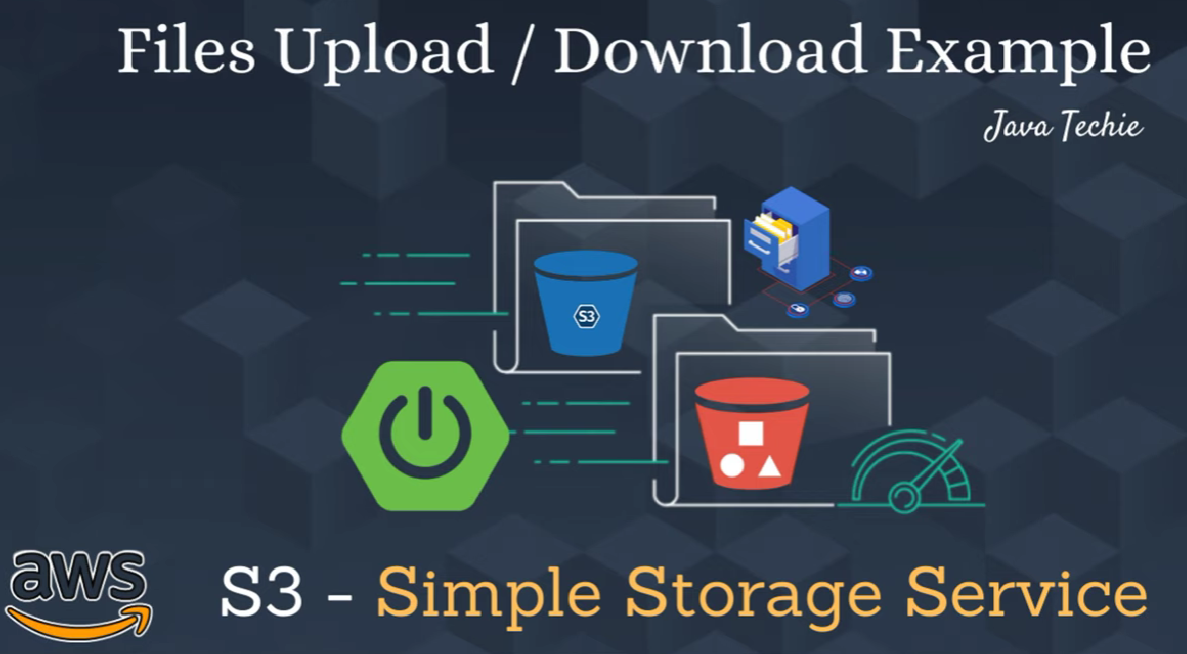 Files Upload / Download Example
Java Techie
S3
aws
S3 - Simple Storage Service